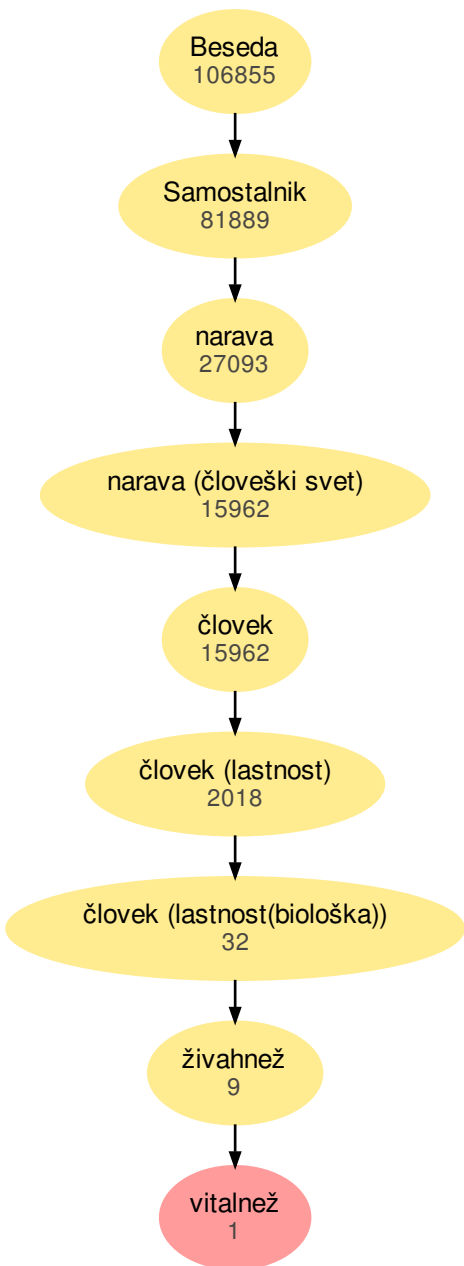 Beseda
106855
Samostalnik
81889
narava
27093
narava (človeški svet)
15962
človek
15962
človek (lastnost)
2018
človek (lastnost(biološka))
32
živahnež
9
vitalnež
1